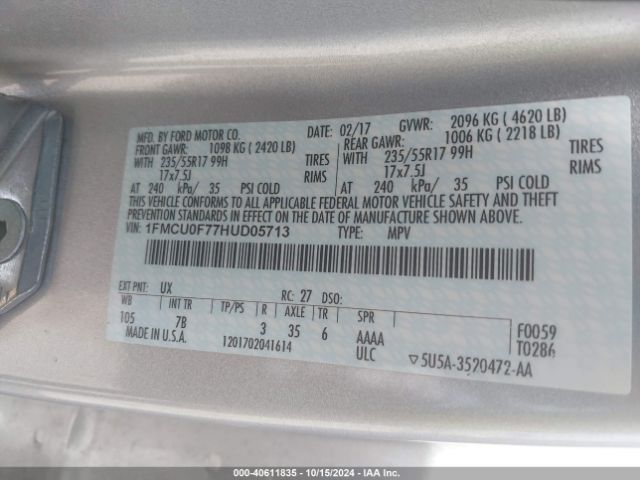 MFD. BY FORD MOTOR CO.
DATE: 02/17 GVWR: 2096 KG ( 4620 LB)
FRONT GAWR: 1098 KG ( 2420 LB) REAR GAWR: 1006 KG ( 2218 LB)
WITH 235/55R17 99H TIRES WITH 235/55R17 99H TIRES
17x7.5J RIMS 17x7.5J RIMS
AT 240 kPa/ 35 PSI COLD AT 240 kPa/ 35 PSI COLD
THIS VEHICLE CONFORMS TO ALL APPLICABLE FEDERAL MOTOR VEHICLE SAFETY AND THEFT
PREVENTION STANDARDS IN EFFECT ON THE DATE OF MANUFACTURE SHOWN ABOVE.
VIN: 1FMCU0F77HUD05713 TYPE: MPV
EXT PNT: UX RC: 27 DSO:
WB INT TR TP/PS R AXLE TR SPR
105 7B 3 35 6 AAAA F0059
MADE IN U.S.A. 1201702041614 ULC T0286
▽5U5A-3520472-AA
000-40611835 - 10/15/2024 - IAA Inc.